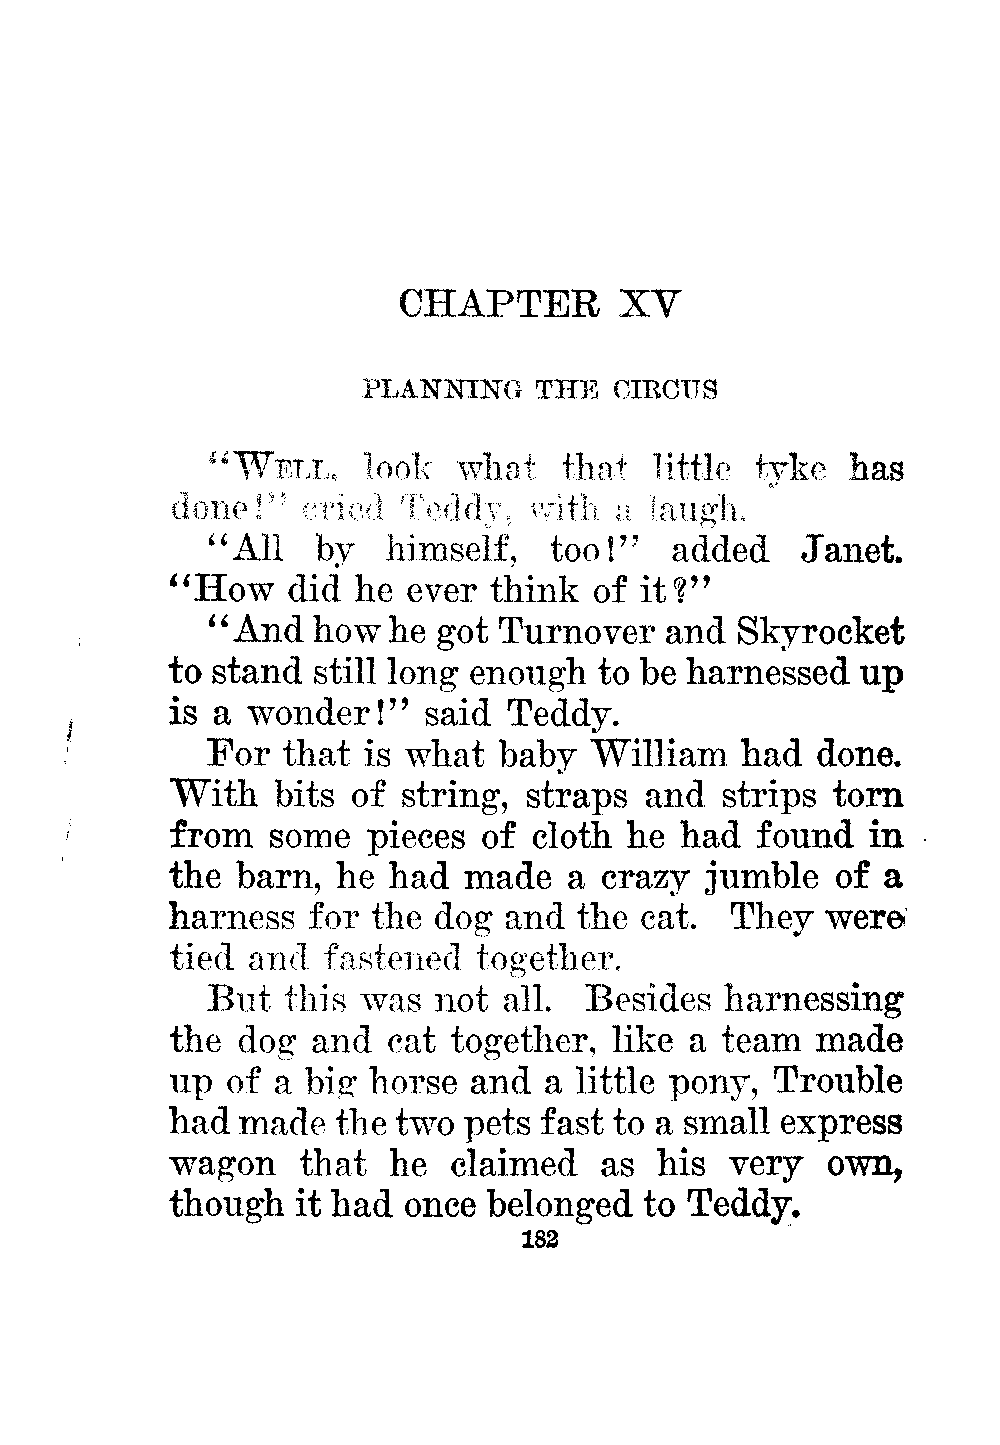 CHAPTER XV
PLANNING THE CIRCUS
“WELL, look what that little tyke has
done!” cried Teddy, with a laugh.
“All by himself, too!” added Janet.
“How did he ever think of it?”
“And how he got Turnover and Skyrocket
to stand still long enough to be harnessed up
is a wonder!” said Teddy.
For that is what baby William had done.
With bits of string, straps and strips torn
from some pieces of cloth he had found in
the barn, he had made a crazy jumble of a
harness for the dog and the cat. They were
tied and fastened together.
But this was not all. Besides harnessing
the dog and cat together, like a team made
up of a big horse and a little pony, Trouble
had made the two pets fast to a small express
wagon that he claimed as his very own,
though it had once belonged to Teddy.
182